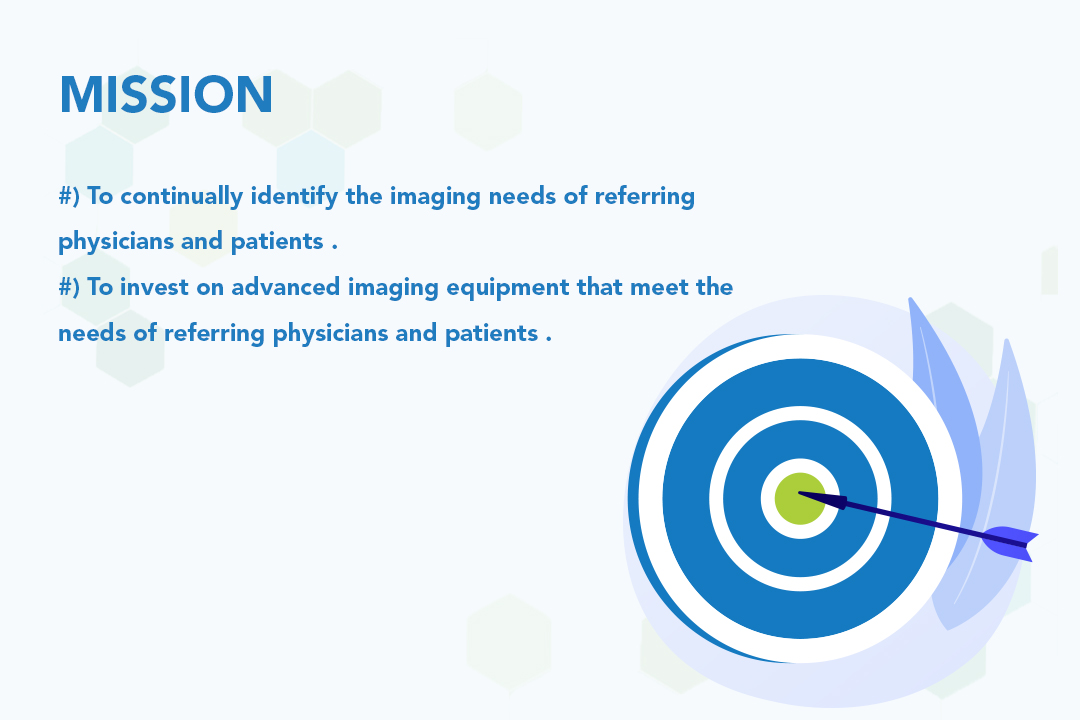 MISSION
#) To continually identify the imaging needs of referring
physicians and patients .
#) To invest on advanced imaging equipment that meet the
needs of referring physicians and patients .